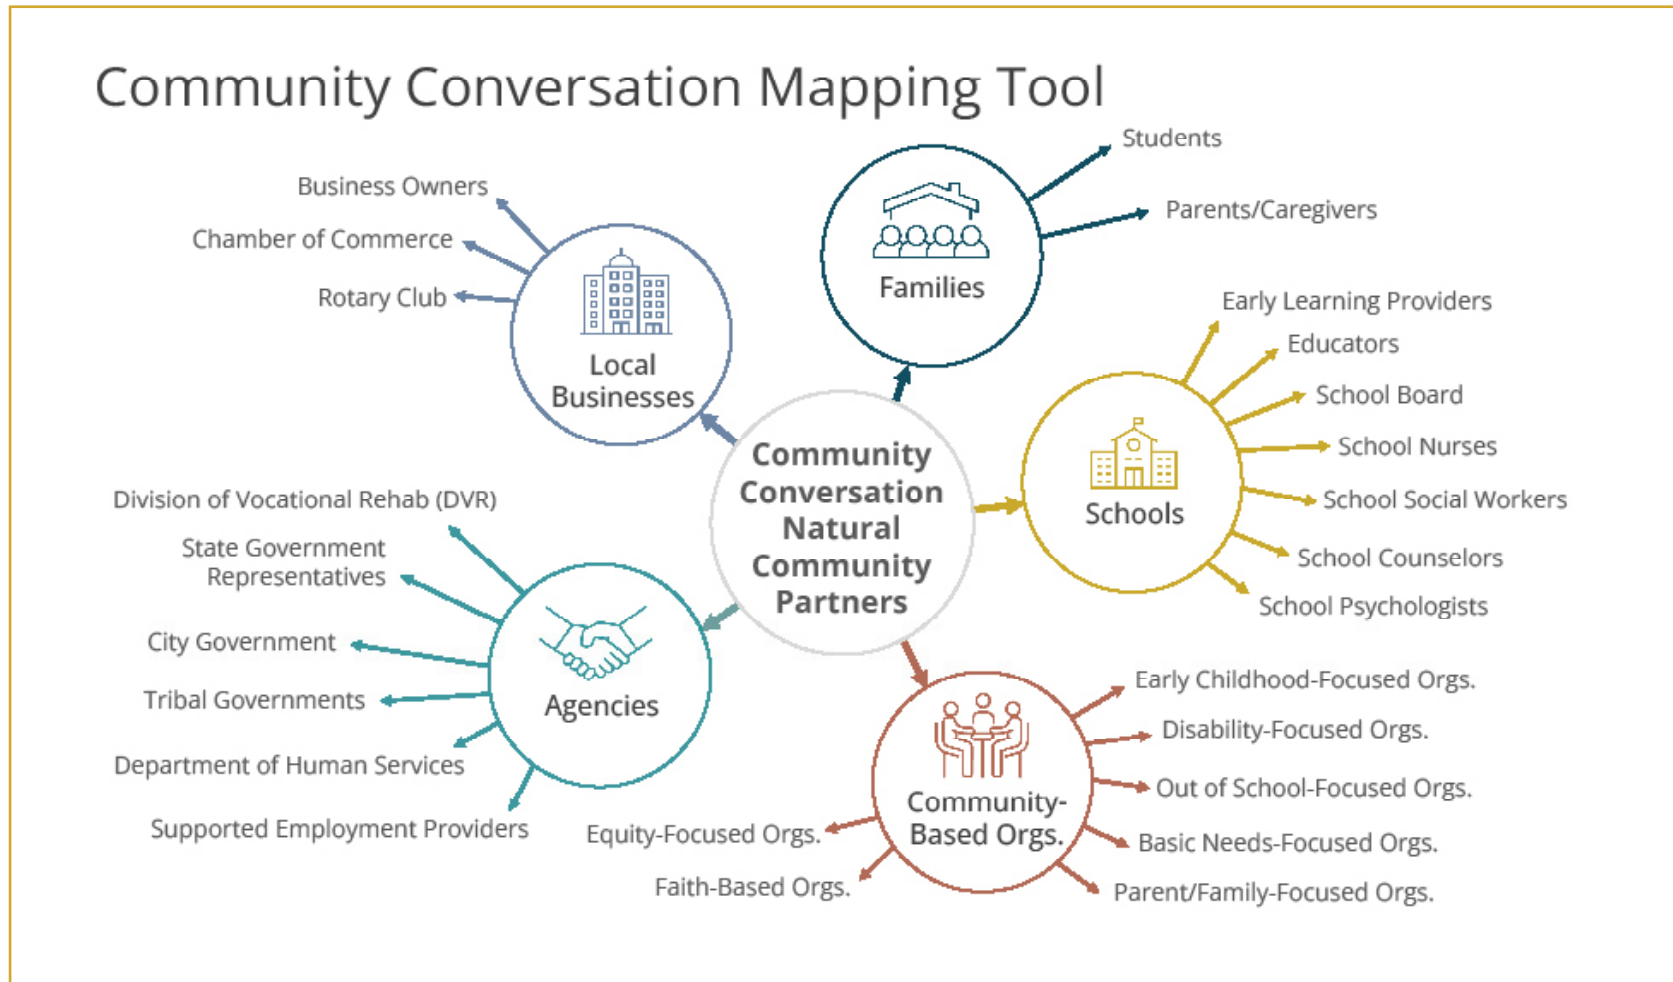 Community Conversation Mapping Tool
Students
Parents/Caregivers
Families
Business Owners
Chamber of Commerce
Rotary Club
Local
Businesses
Early Learning Providers
Educators
School Board
School Nurses
School Social Workers
School Counselors
School Psychologists
Schools
Community
Conversation
Natural
Community
Partners
Division of Vocational Rehab (DVR)
State Government
Representatives
City Government
Tribal Governments
Department of Human Services
Supported Employment Providers
Agencies
Early Childhood-Focused Orgs.
Disability-Focused Orgs.
Out of School-Focused Orgs.
Basic Needs-Focused Orgs.
Parent/Family-Focused Orgs.
Community-
Based Orgs.
Equity-Focused Orgs.
Faith-Based Orgs.